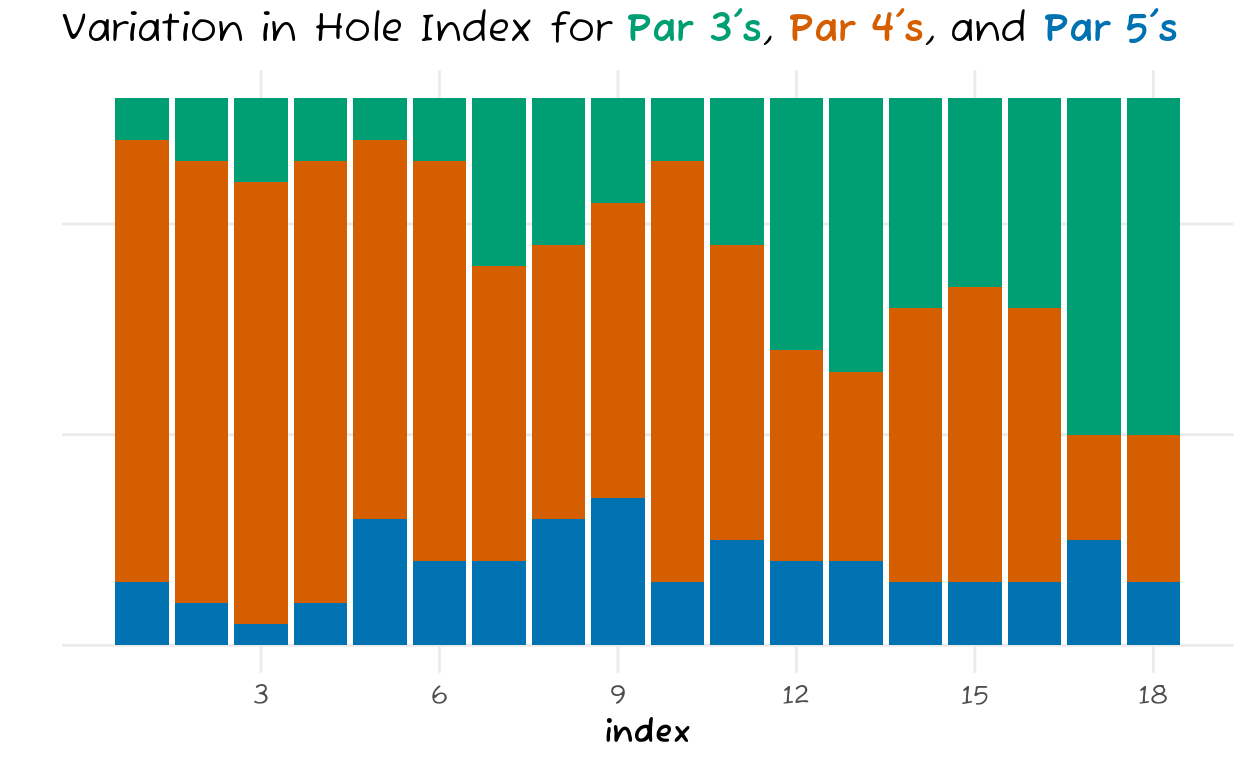 Variation in Hole Index for Par 3's, Par 4's, and Par 5's
3 6 9 12 15 18
index